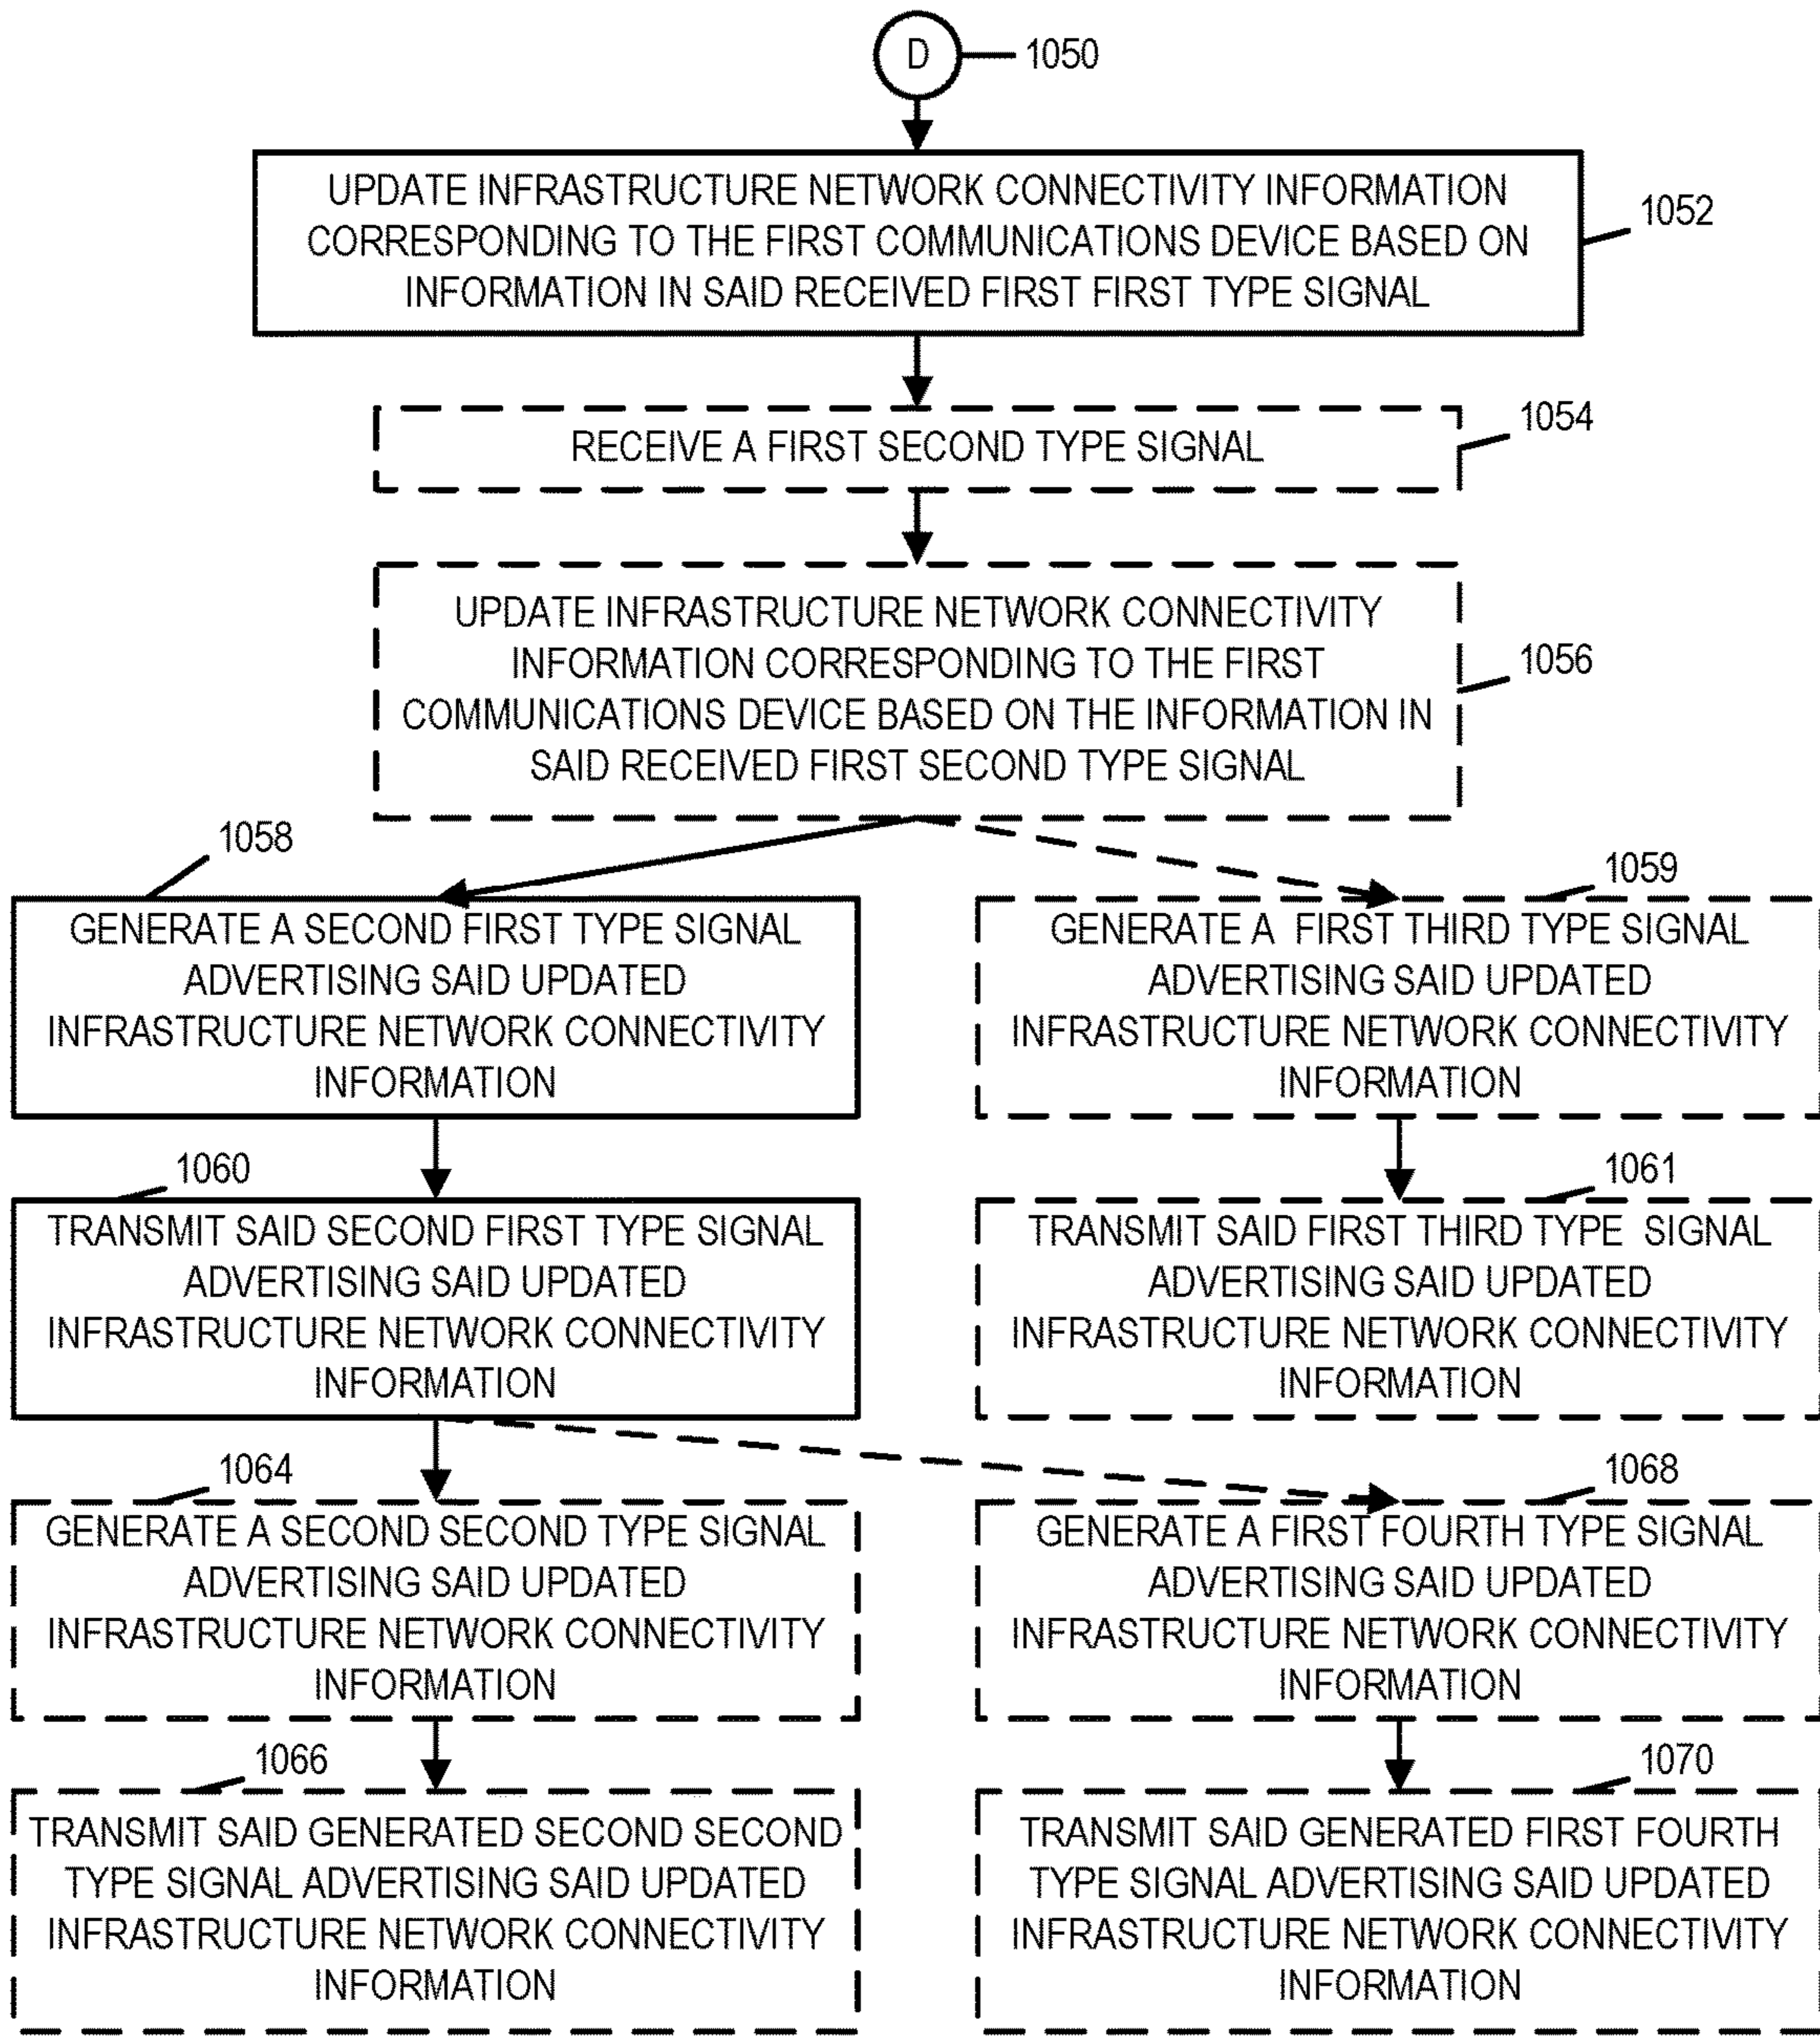 D
1050
UPDATE INFRASTRUCTURE NETWORK CONNECTIVITY INFORMATION
CORRESPONDING TO THE FIRST COMMUNICATIONS DEVICE BASED ON
INFORMATION IN SAID RECEIVED FIRST FIRST TYPE SIGNAL
1052
RECEIVE A FIRST SECOND TYPE SIGNAL
1054
UPDATE INFRASTRUCTURE NETWORK CONNECTIVITY
INFORMATION CORRESPONDING TO THE FIRST
COMMUNICATIONS DEVICE BASED ON THE INFORMATION IN
SAID RECEIVED FIRST SECOND TYPE SIGNAL
1056
1058
GENERATE A SECOND FIRST TYPE SIGNAL
ADVERTISING SAID UPDATED
INFRASTRUCTURE NETWORK CONNECTIVITY
INFORMATION
1059
GENERATE A FIRST THIRD TYPE SIGNAL
ADVERTISING SAID UPDATED
INFRASTRUCTURE NETWORK CONNECTIVITY
INFORMATION
1060
TRANSMIT SAID SECOND FIRST TYPE SIGNAL
ADVERTISING SAID UPDATED
INFRASTRUCTURE NETWORK CONNECTIVITY
INFORMATION
1061
TRANSMIT SAID FIRST THIRD TYPE SIGNAL
ADVERTISING SAID UPDATED
INFRASTRUCTURE NETWORK CONNECTIVITY
INFORMATION
1064
GENERATE A SECOND SECOND TYPE SIGNAL
ADVERTISING SAID UPDATED
INFRASTRUCTURE NETWORK CONNECTIVITY
INFORMATION
1068
GENERATE A FIRST FOURTH TYPE SIGNAL
ADVERTISING SAID UPDATED
INFRASTRUCTURE NETWORK CONNECTIVITY
INFORMATION
1066
TRANSMIT SAID GENERATED SECOND SECOND
TYPE SIGNAL ADVERTISING SAID UPDATED
INFRASTRUCTURE NETWORK CONNECTIVITY
INFORMATION
1070
TRANSMIT SAID GENERATED FIRST FOURTH
TYPE SIGNAL ADVERTISING SAID UPDATED
INFRASTRUCTURE NETWORK CONNECTIVITY
INFORMATION